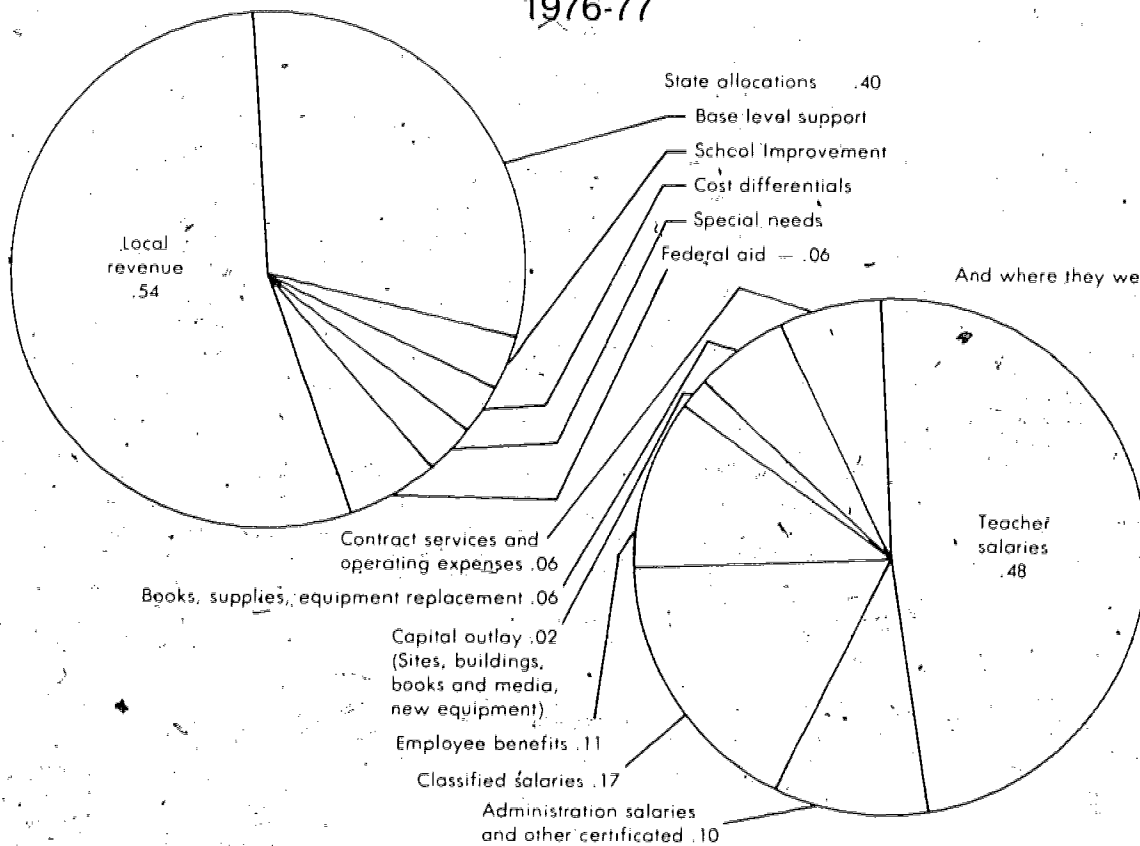 1976-77
State allocations .40
Base level support
School Improvement
Cost differentials
Special needs
Federal aid — .06
Local
revenue
.54
And where they we
Teacher
salaries
.48
Contract services and
operating expenses .06
Books, supplies, equipment replacement .06
Capital outlay .02
(Sites, buildings,
books and media,
new equipment)
Employee benefits .11
Classified salaries .17
Administration salaries
and other certificated .10